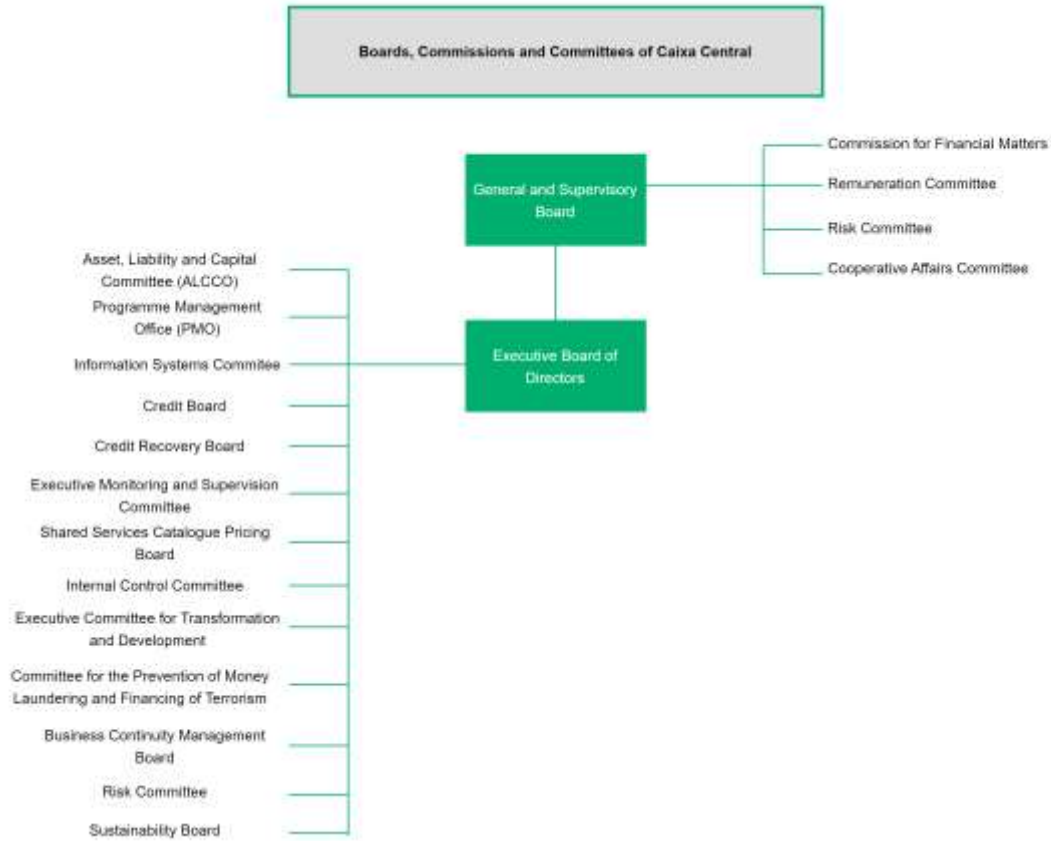 Boards, Commissions and Committees of Caixa Central
General and Supervisory
Board
Commission for Financial Matters
Remuneration Committee
Risk Committee
Cooperative Affairs Committee
Executive Board of
Directors
Asset, Liability and Capital
Committee (ALCCO)
Programme Management
Office (PMO)
Information Systems Commitee
Credit Board
Credit Recovery Board
Executive Monitoring and Supervision
Committee
Shared Services Catalogue Pricing
Board
Internal Control Committee
Executive Committee for Transformation
and Development
Committee for the Prevention of Money
Laundering and Financing of Terrorism
Business Continuity Management
Board
Risk Committee
Sustainability Board